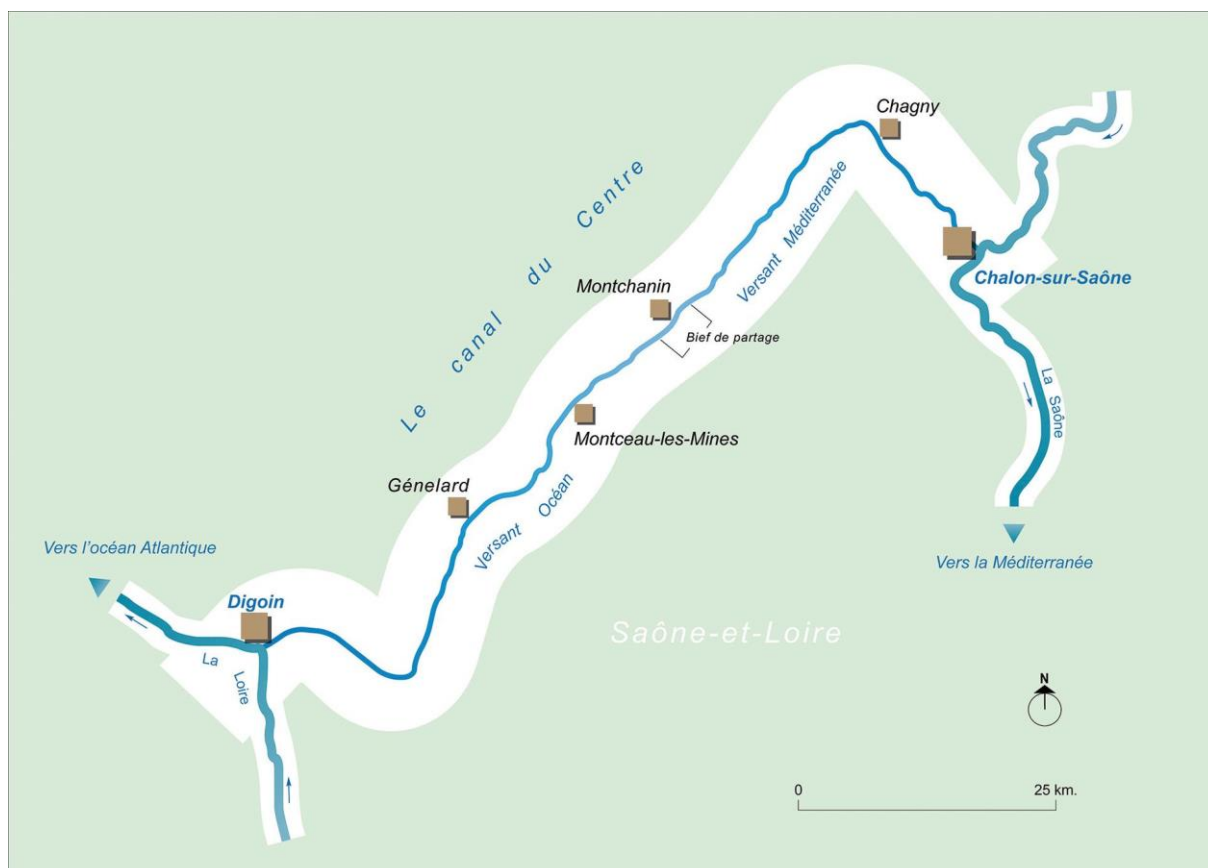 Chagny
Le canal du Centre
Versant Méditerranée
Chalon-sur-Saône
Montchanin
Bief de partage
La Saône
Montceau-les-Mines
Génelard
Versant Océan
Vers l'océan Atlantique
Vers la Méditerranée
Digoin
Saône-et-Loire
La Loire
N
0 25 km.